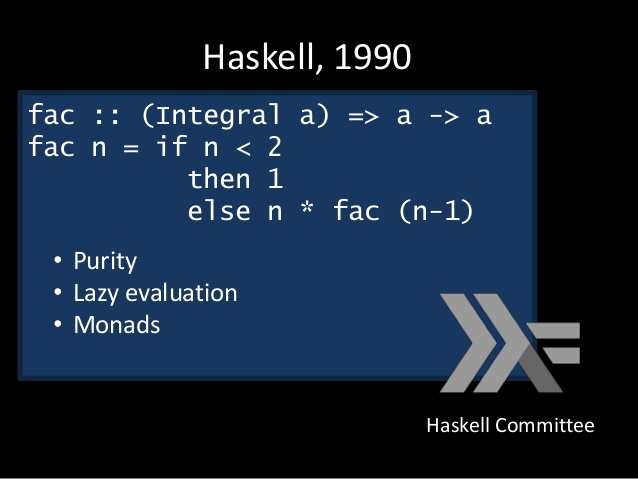 Haskell, 1990
fac :: (Integral a) => a -> a
fac n = if n < 2
          then 1
          else n * fac (n-1)
• Purity
• Lazy evaluation
• Monads
Haskell Committee